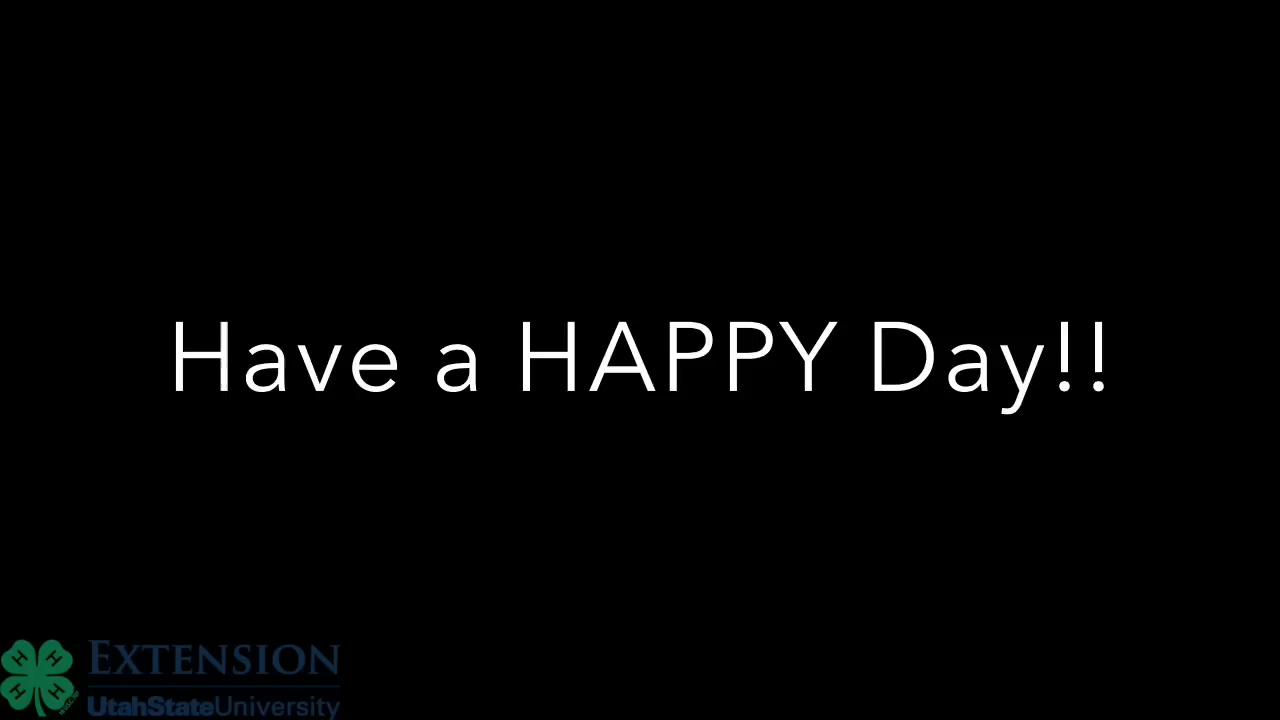 Have a HAPPY Day!!
H H
H H
EXTENSION
UtahStateUniversity